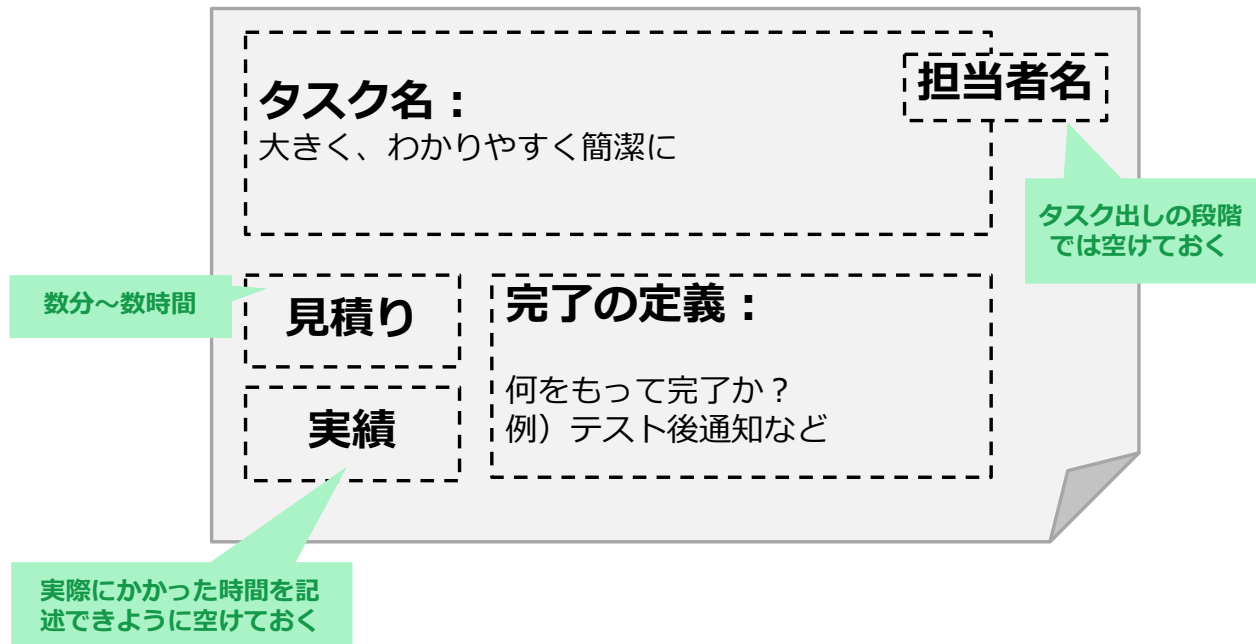 タスク名：
大きく、わかりやすく簡潔に
担当者名
タスク出しの段階
では空けておく
数分～数時間
見積り
完了の定義：
何をもって完了か？
例）テスト後通知など
実績
実際にかかった時間を記
述できように空けておく